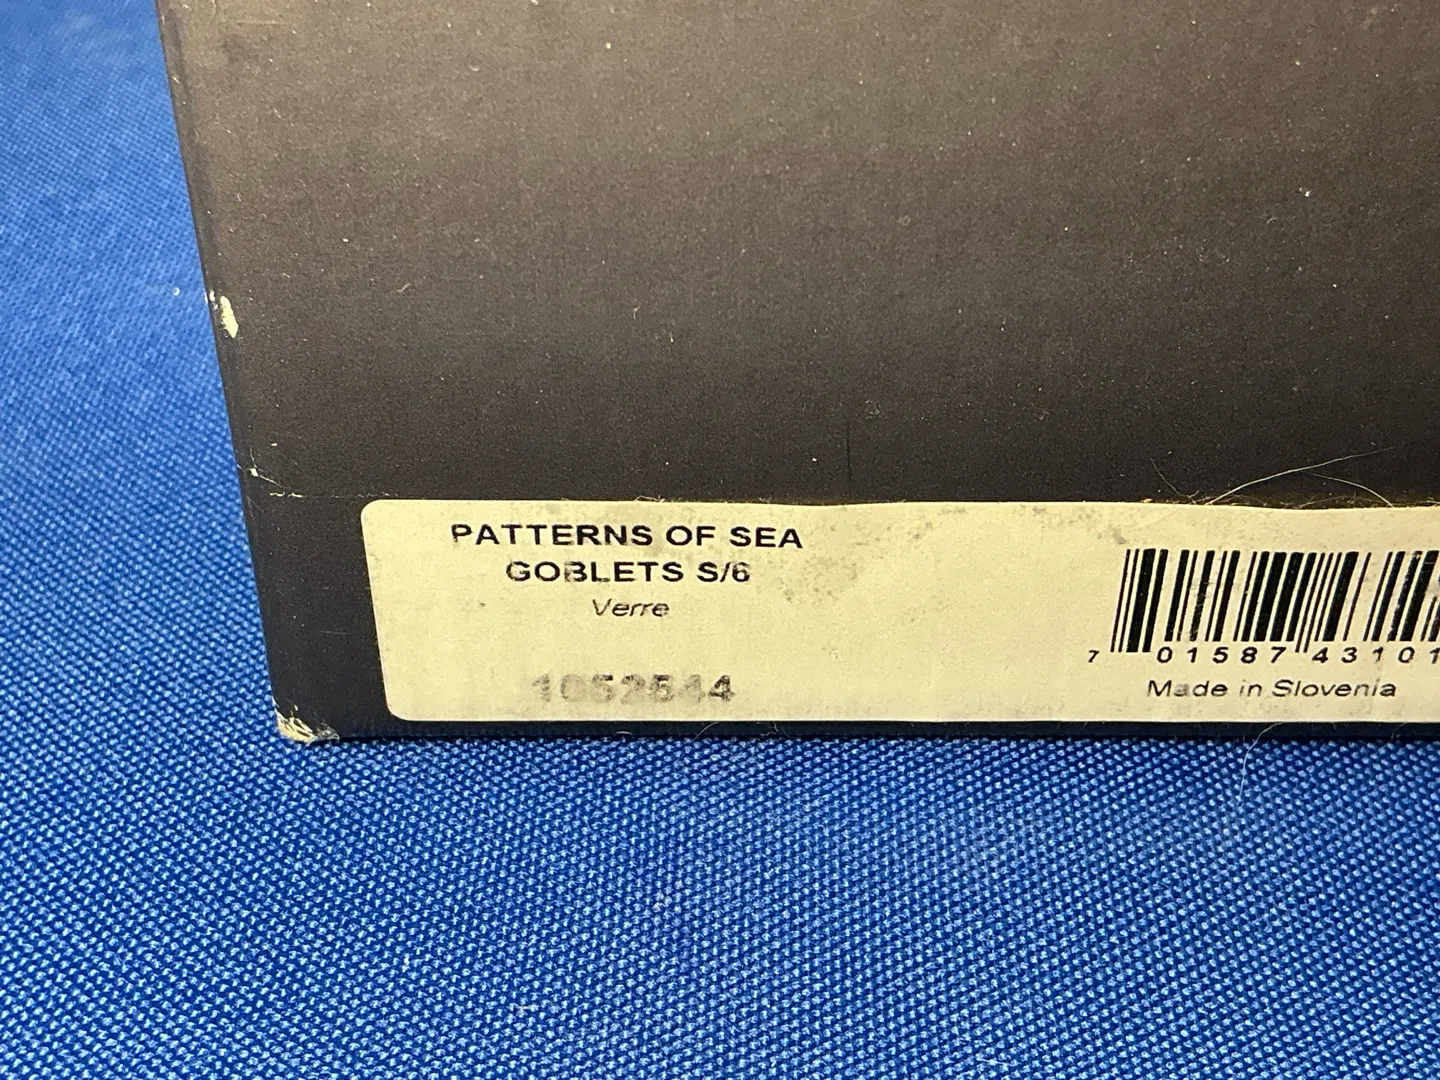 PATTERNS OF SEA
GOBLETS S/6
Verre
1052544
7 01587 43101
Made in Slovenia